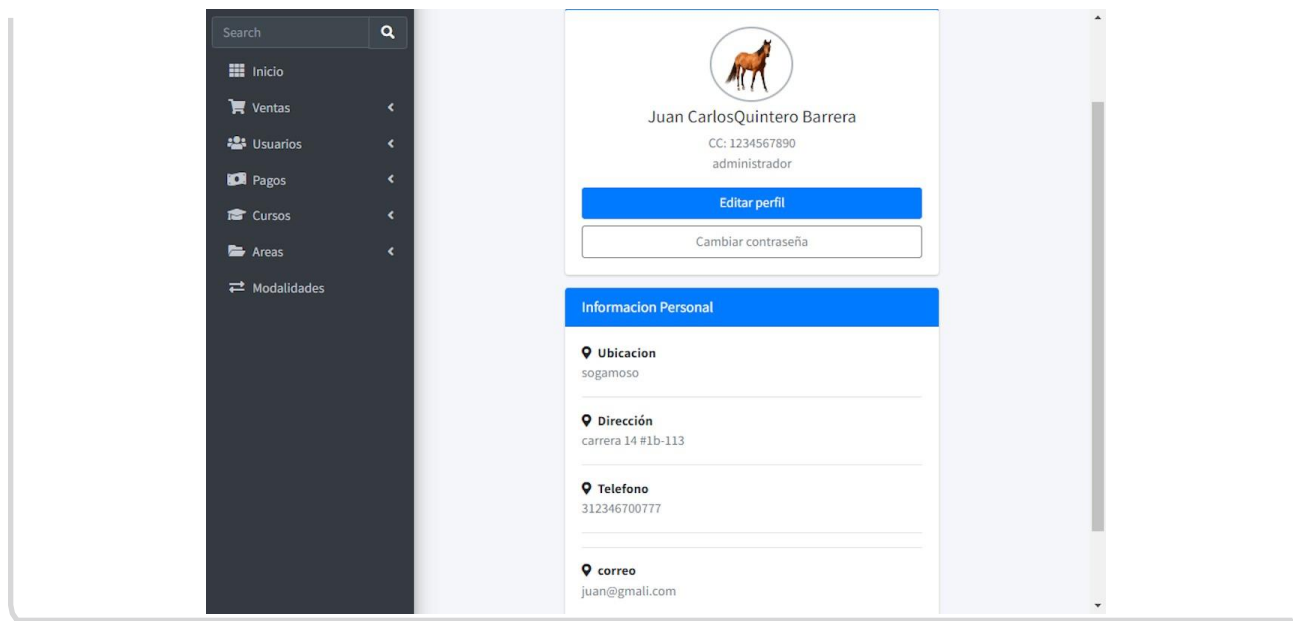 Search
Inicio
Ventas
Usuarios
Pagos
Cursos
Areas
Modalidades
Juan CarlosQuintero Barrera
CC: 1234567890
administrador
Editar perfil
Cambiar contraseña
Informacion Personal
Ubicacion
sogamoso
Dirección
carrera 14 #1b-113
Telefono
312346700777
correo
juan@gmali.com